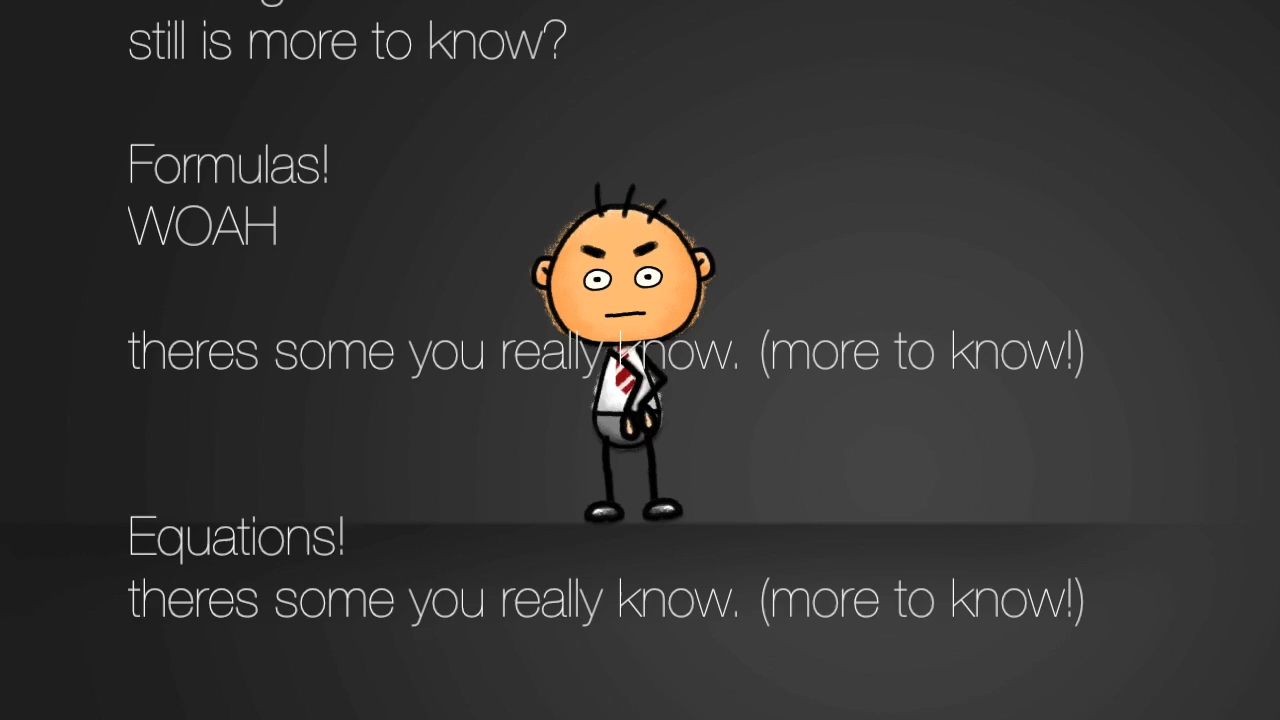 still is more to know?
Formulas!
WOAH
theres some you really know. (more to know!)
Equations!
theres some you really know. (more to know!)